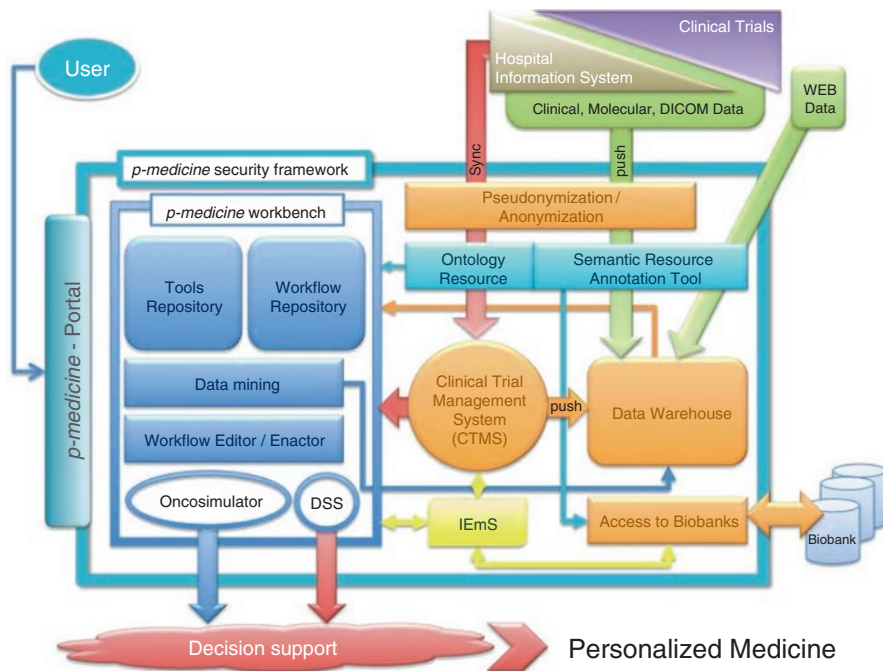 User
Clinical Trials
Hospital
Information System
Clinical, Molecular, DICOM Data
WEB
Data
Sync
push
p-medicine security framework
p-medicine workbench
Pseudonymization /
Anonymization
Ontology
Resource
Semantic Resource
Annotation Tool
Tools
Repository
Workflow
Repository
p-medicine - Portal
Data mining
Clinical Trial
Management
System
(CTMS)
push
Data Warehouse
Workflow Editor / Enactor
Oncosimulator
DSS
IEmS
Access to Biobanks
Biobank
Decision support
Personalized Medicine